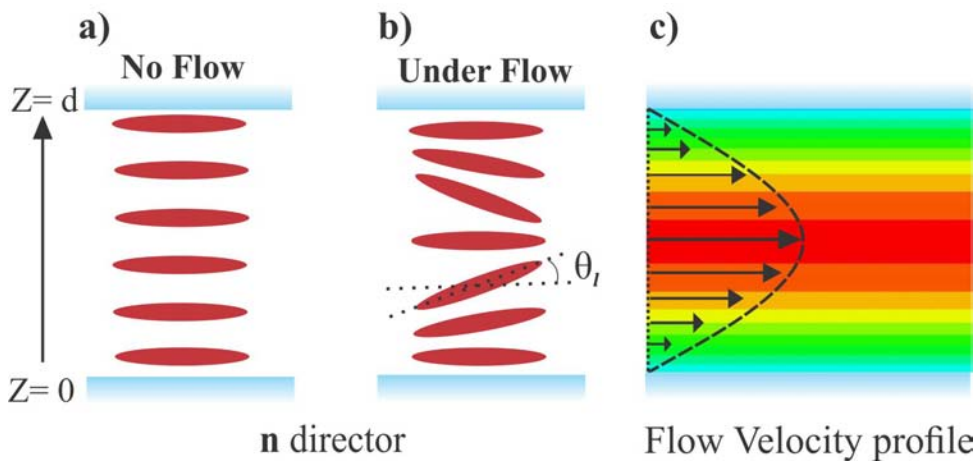 a)
No Flow
b)
Under Flow
c)
Z= d
θl
Z= 0
n director
Flow Velocity profile